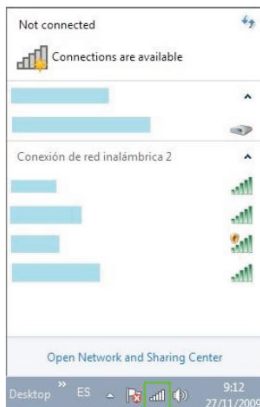 Not connected
Connections are available
Conexión de red inalámbrica 2
Open Network and Sharing Center
Desktop » ES 9:12
27/11/2009